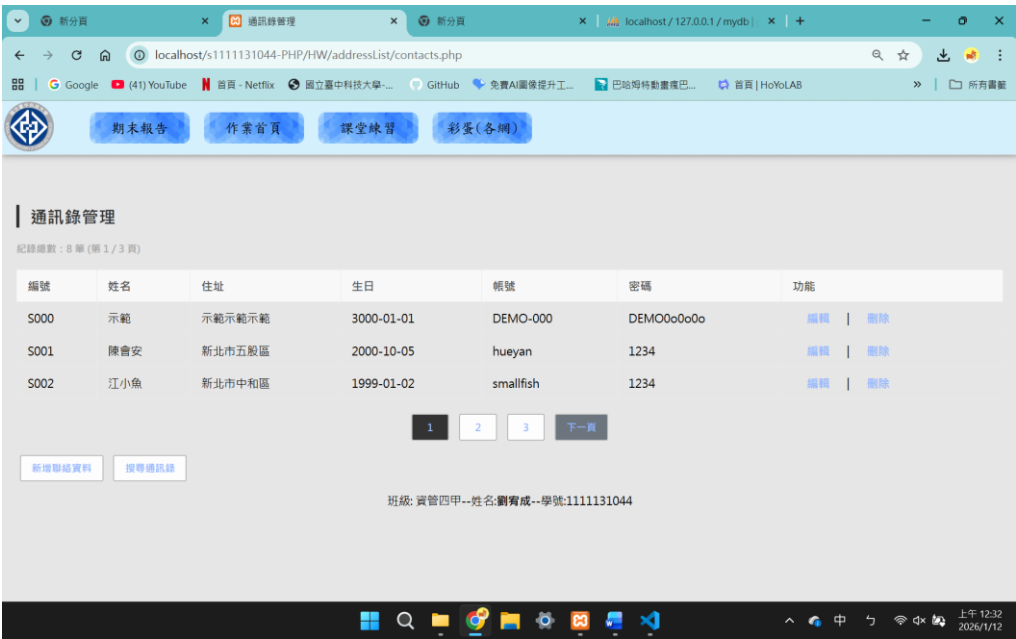 新分頁
通訊錄管理
新分頁
localhost / 127.0.0.1 / mydb |
localhost/s1111131044-PHP/HW/addressList/contacts.php
Google
(41) YouTube
首頁 - Netflix
國立臺中科技大學-...
GitHub
免費AI圖像提升工...
巴哈姆特動畫瘋巴...
首頁 | HoYoLAB
所有書籤
期末報告
作業首頁
課堂練習
彩蛋(各網)
通訊錄管理
紀錄總數：8 筆 (第 1 / 3 頁)
編號 姓名 住址 生日 帳號 密碼 功能
S000 示範 示範示範示範 3000-01-01 DEMO-000 DEMO0o0o0o 編輯 | 刪除
S001 陳會安 新北市五股區 2000-10-05 hueyan 1234 編輯 | 刪除
S002 江小魚 新北市中和區 1999-01-02 smallfish 1234 編輯 | 刪除
1 2 3 下一頁
新增聯絡資料 搜尋通訊錄
班級: 資管四甲--姓名:劉宥成--學號:1111131044
中 ㄅ 上午 12:32
2026/1/12